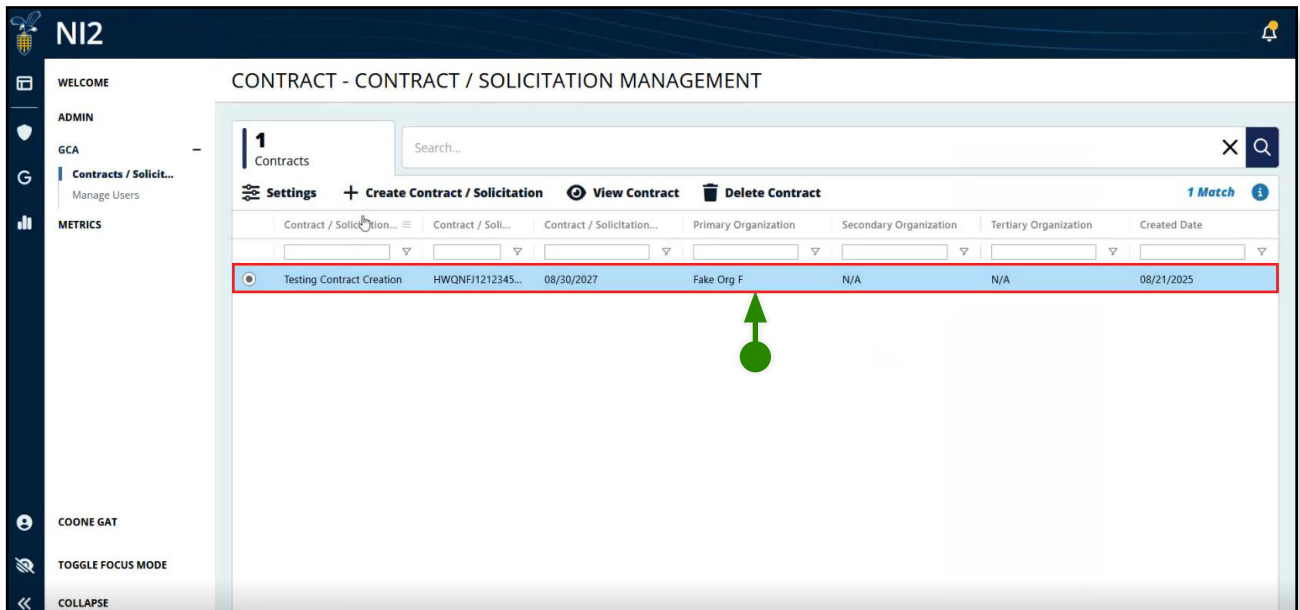 NI2
WELCOME
ADMIN
GCA
Contracts / Solicit...
Manage Users
METRICS
COONE GAT
TOGGLE FOCUS MODE
COLLAPSE
CONTRACT - CONTRACT / SOLICITATION MANAGEMENT
1
Contracts
Search...
Settings Create Contract / Solicitation View Contract Delete Contract 1 Match
Contract / Solicitation... Contract / Soli... Contract / Solicitation... Primary Organization Secondary Organization Tertiary Organization Created Date
Testing Contract Creation HWQNFJ1212345... 08/30/2027 Fake Org F N/A N/A 08/21/2025